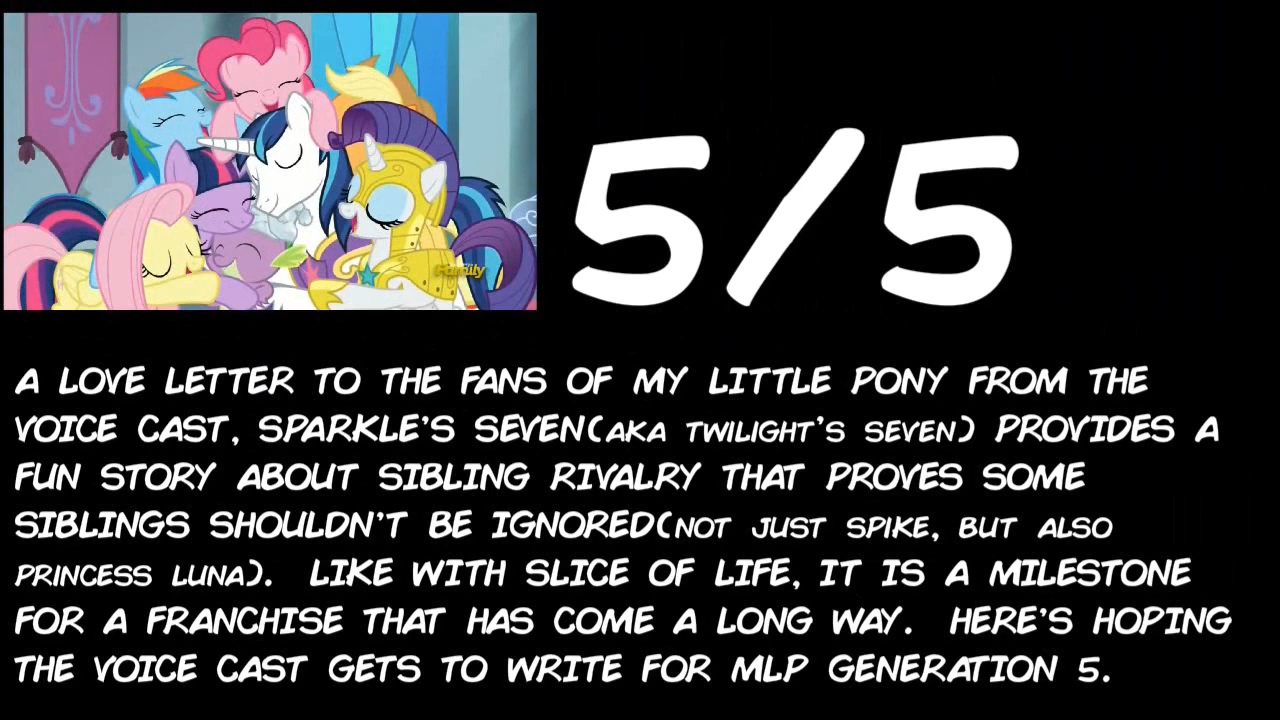 Family
5/5
A LOVE LETTER TO THE FANS OF MY LITTLE PONY FROM THE
VOICE CAST, SPARKLE'S SEVEN(AKA TWILIGHT'S SEVEN) PROVIDES A
FUN STORY ABOUT SIBLING RIVALRY THAT PROVES SOME
SIBLINGS SHOULDN'T BE IGNORED(NOT JUST SPIKE, BUT ALSO
PRINCESS LUNA). LIKE WITH SLICE OF LIFE, IT IS A MILESTONE
FOR A FRANCHISE THAT HAS COME A LONG WAY. HERE'S HOPING
THE VOICE CAST GETS TO WRITE FOR MLP GENERATION 5.